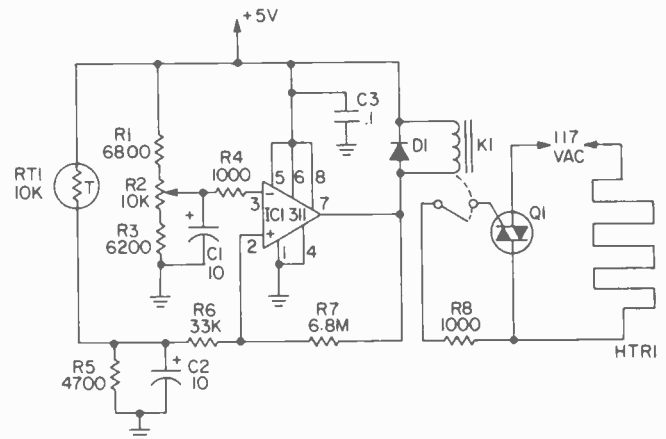 +5V
RT1
10K
T
R1
6800
R2
10K
R3
6200
+
C1
10
R4
1000
3
2
-
+
IC1 311
5
6
8
7
1
4
C3
.1
D1
K1
117
VAC
Q1
R8
1000
HTR1
R6
33K
R7
6.8M
R5
4700
+
C2
10